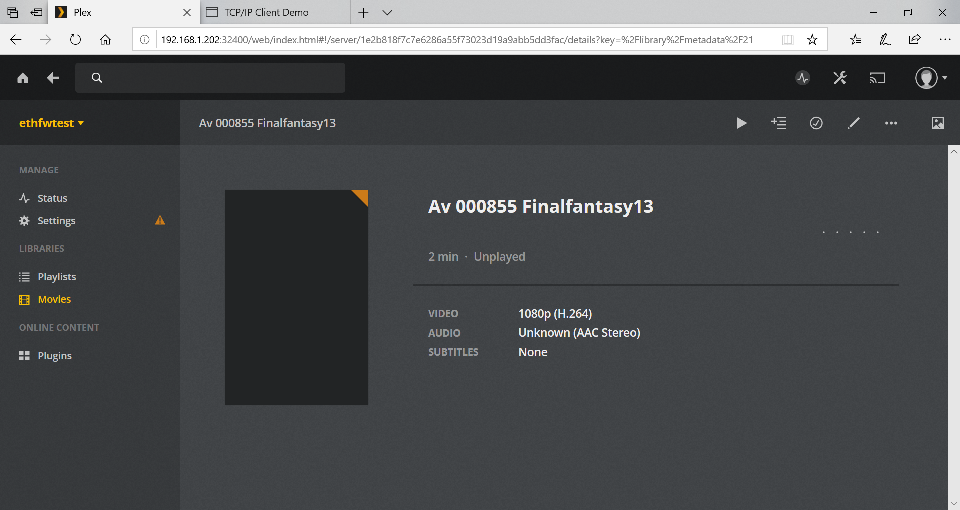 Plex
TCP/IP Client Demo
192.168.1.202:32400/web/index.html#!/server/1e2b818f7c7e6286a55f73023d19a9abb5dd3fac/details?key=%2Flibrary%2Fmetadata%2F21
ethfwtest
Av 000855 Finalfantasy13
MANAGE
Status
Settings
LIBRARIES
Playlists
Movies
ONLINE CONTENT
Plugins
Av 000855 Finalfantasy13
2 min · Unplayed
VIDEO 1080p (H.264)
AUDIO Unknown (AAC Stereo)
SUBTITLES None